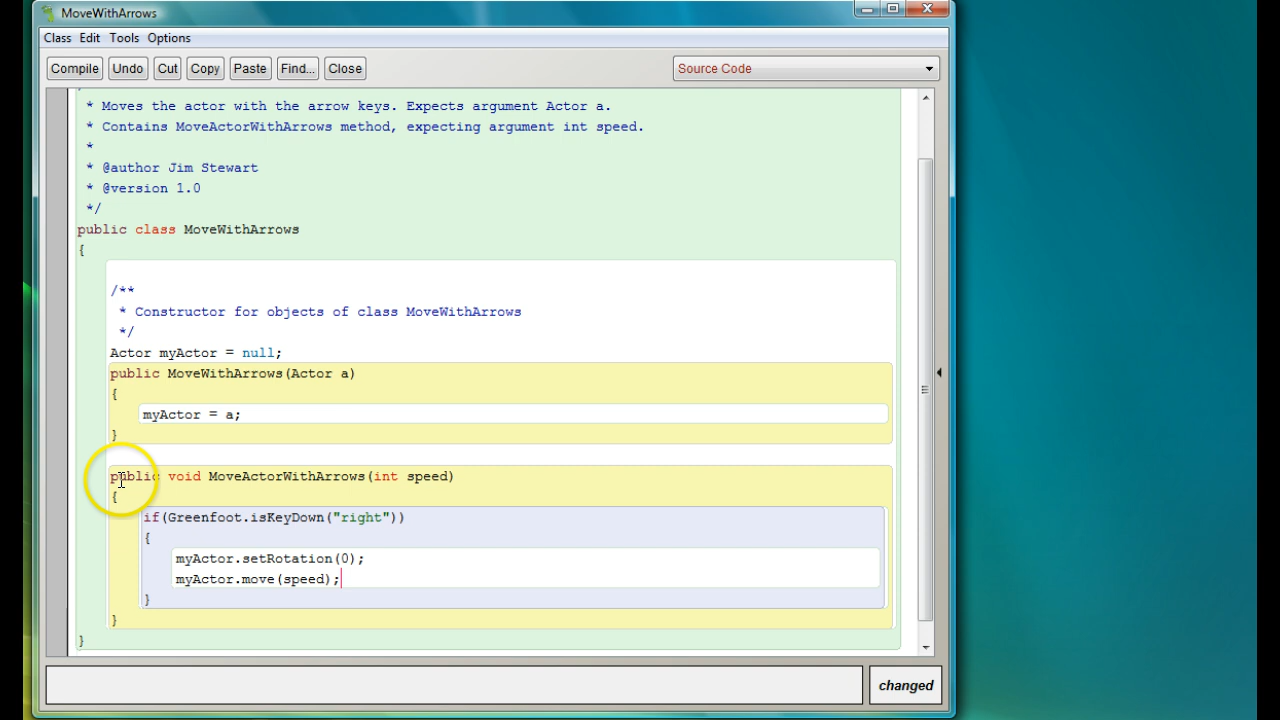 MoveWithArrows
Class Edit Tools Options
Compile Undo Cut Copy Paste Find... Close Source Code
* Moves the actor with the arrow keys. Expects argument Actor a.
* Contains MoveActorWithArrows method, expecting argument int speed.
*
* @author Jim Stewart
* @version 1.0
*/
public class MoveWithArrows
{
/**
* Constructor for objects of class MoveWithArrows
*/
Actor myActor = null;
public MoveWithArrows(Actor a)
{
myActor = a;
}
public void MoveActorWithArrows(int speed)
{
if(Greenfoot.isKeyDown("right"))
{
myActor.setRotation(0);
myActor.move(speed);
}
}
}
changed